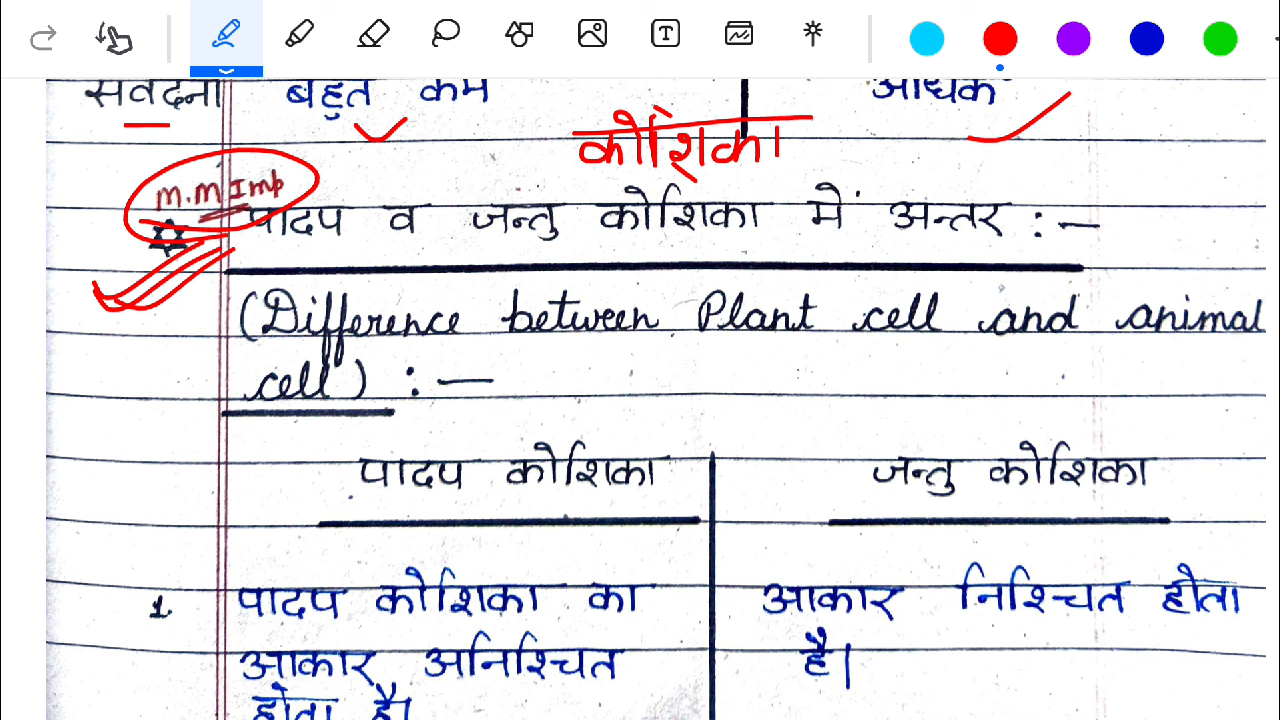 संवेदना बहुत कम अधिक
कोशिका
M.M Imp
पादप व जन्तु कोशिका में अन्तर : —
(Difference between Plant cell and animal
cell) : —
पादप कोशिका जन्तु कोशिका
1. पादप कोशिका का आकार निश्चित होता
आकार अनिश्चित है।
होता है।